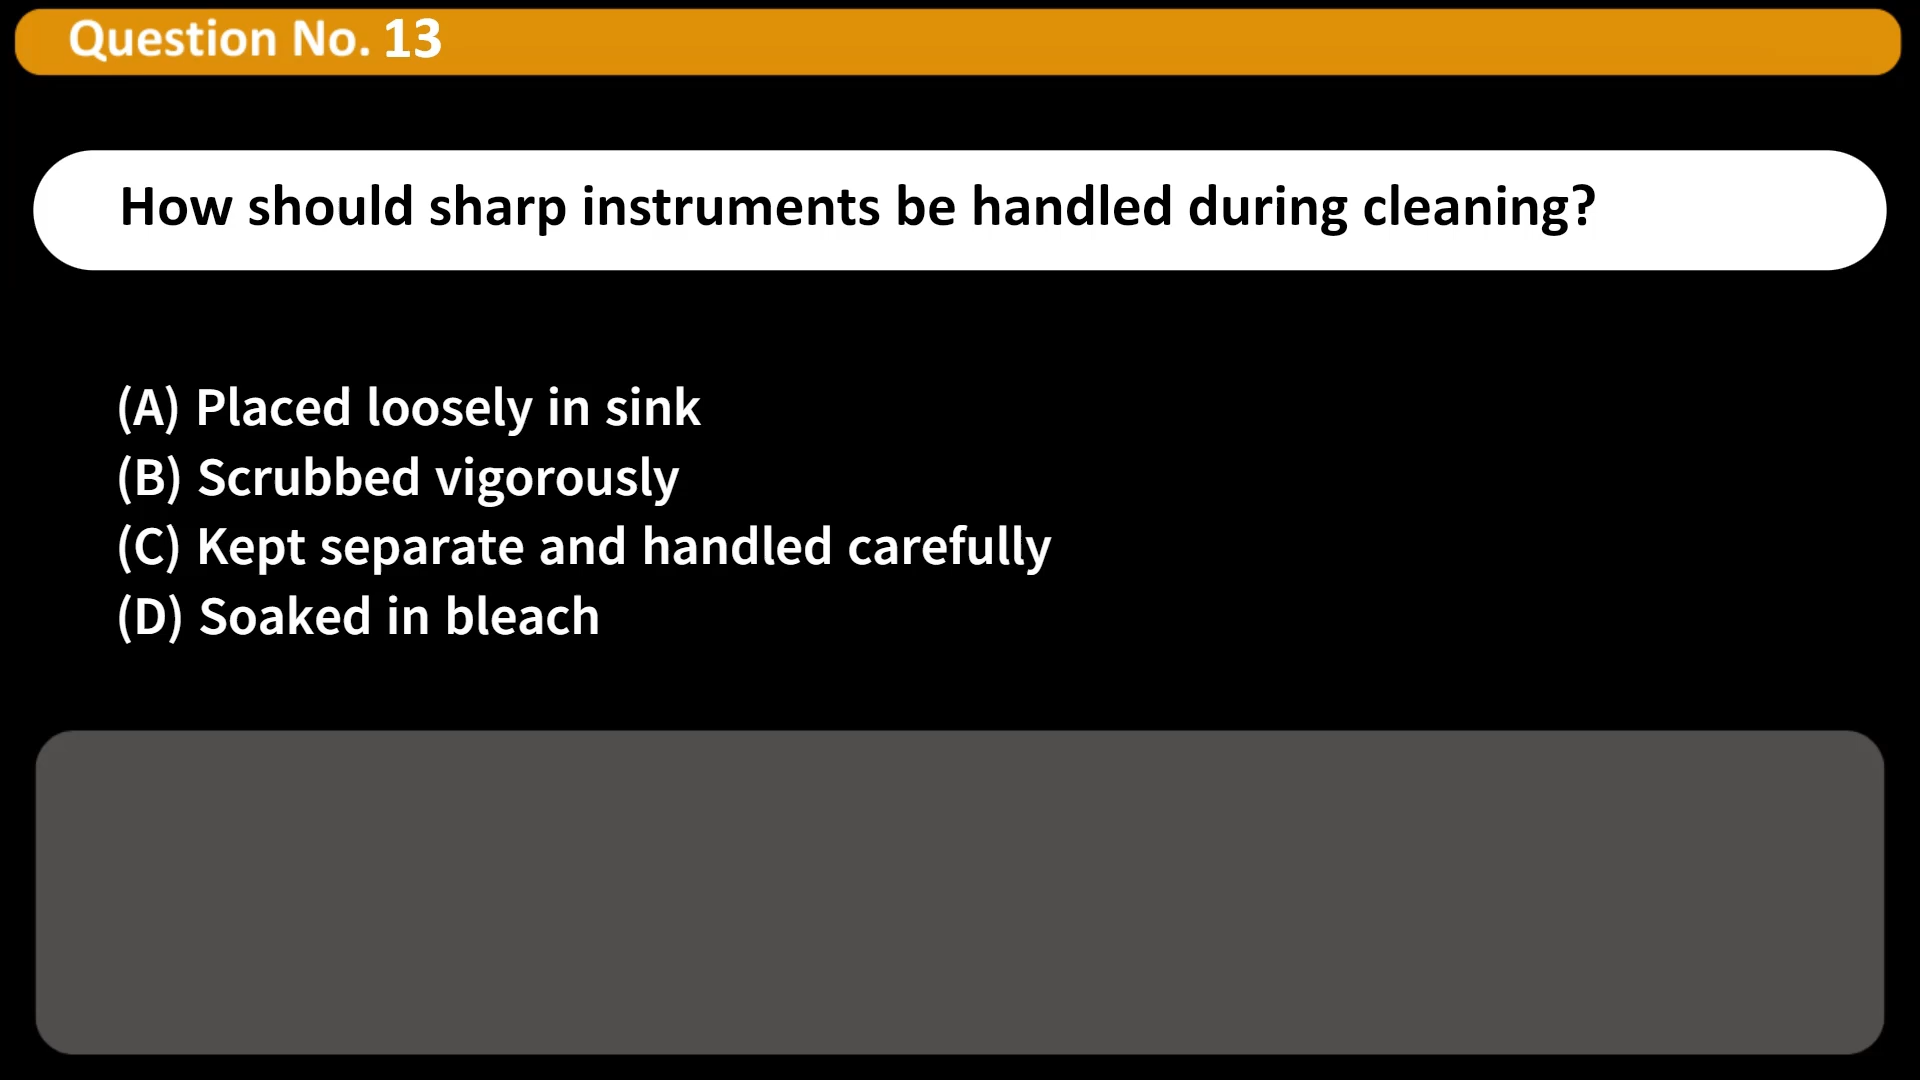 Question No. 13
How should sharp instruments be handled during cleaning?
(A) Placed loosely in sink
(B) Scrubbed vigorously
(C) Kept separate and handled carefully
(D) Soaked in bleach